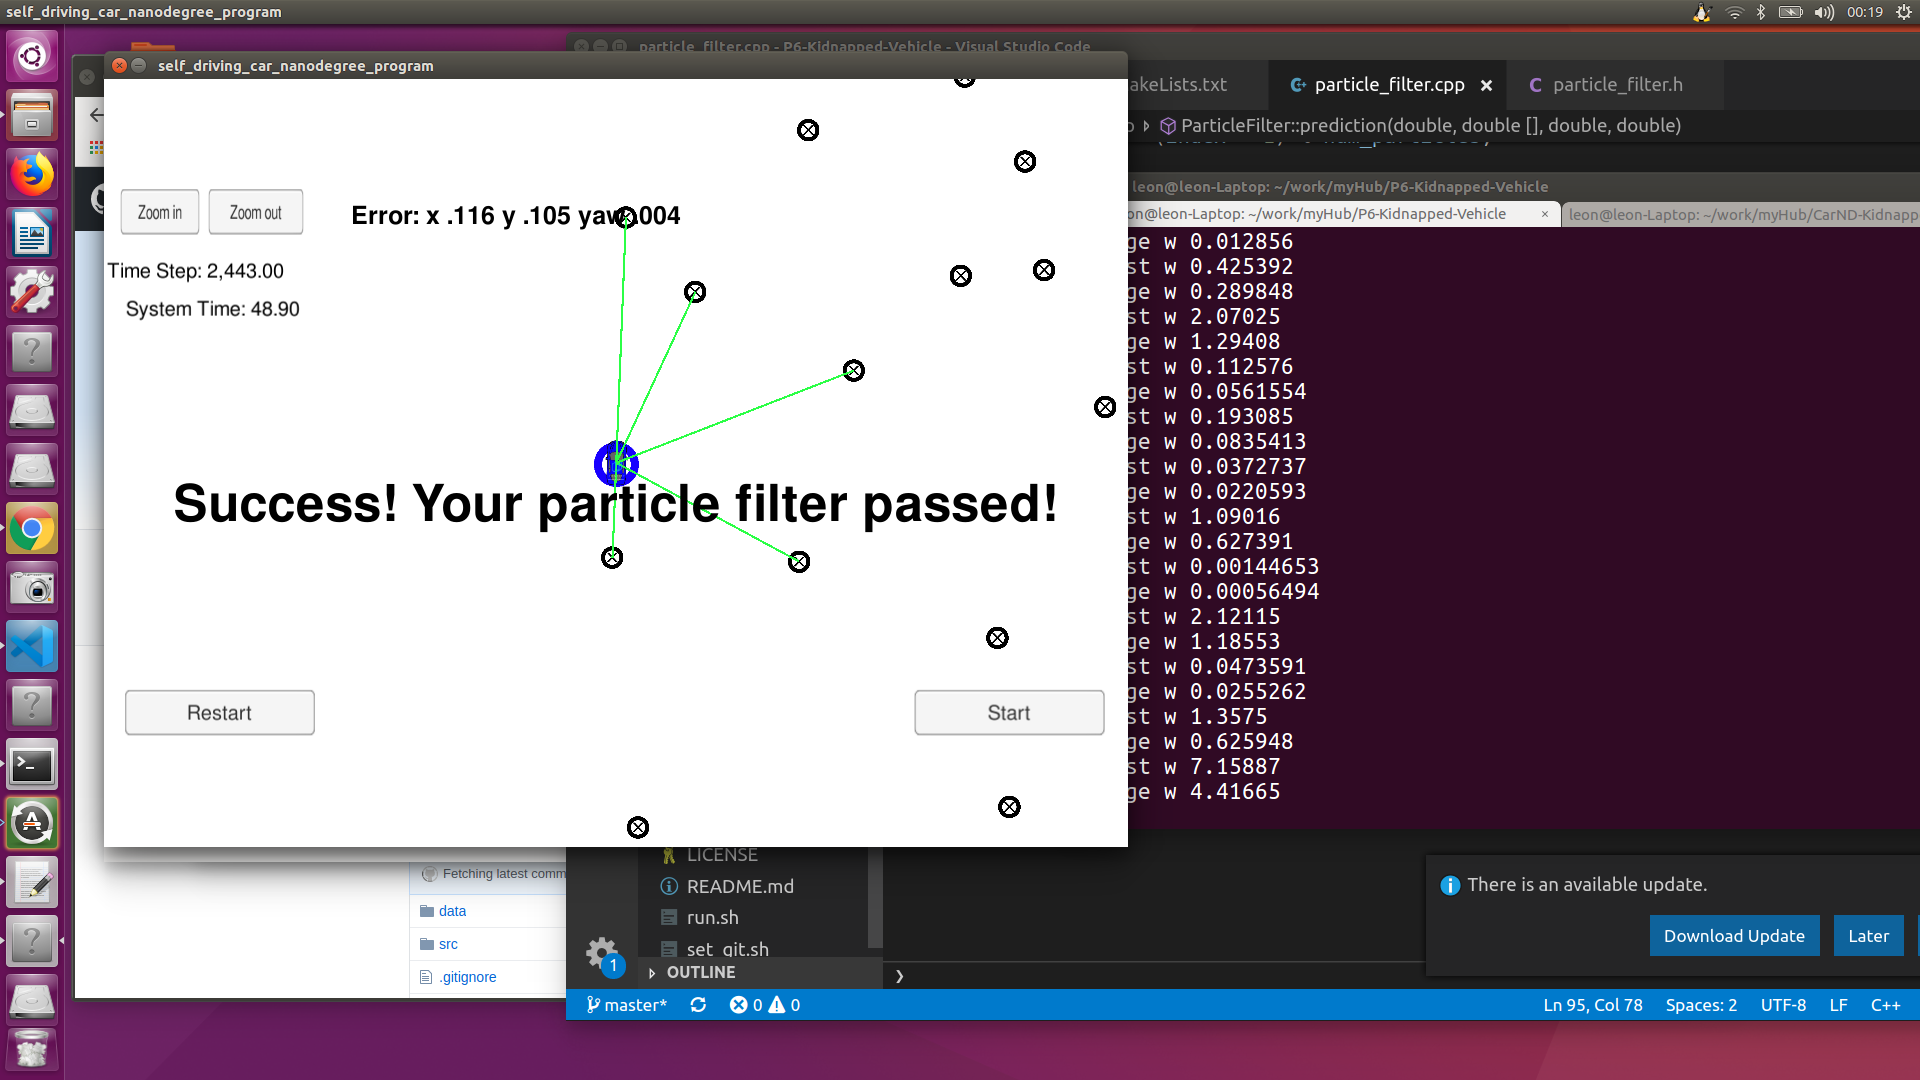 self_driving_car_nanodegree_program
00:19
particle_filter.cpp - P6-Kidnapped-Vehicle - Visual Studio Code
self_driving_car_nanodegree_program
akeLists.txt
particle_filter.cpp
particle_filter.h
ParticleFilter::prediction(double, double [], double, double)
leon@leon-Laptop: ~/work/myHub/P6-Kidnapped-Vehicle
on@leon-Laptop: ~/work/myHub/P6-Kidnapped-Vehicle
leon@leon-Laptop: ~/work/myHub/CarND-Kidnapp
Zoom in
Zoom out
Error: x .116 y .105 yaw .004
Time Step: 2,443.00
System Time: 48.90
Success! Your particle filter passed!
Restart
Start
ge w 0.012856
st w 0.425392
ge w 0.289848
st w 2.07025
ge w 1.29408
st w 0.112576
ge w 0.0561554
st w 0.193085
ge w 0.0835413
st w 0.0372737
ge w 0.0220593
st w 1.09016
ge w 0.627391
st w 0.00144653
ge w 0.00056494
st w 2.12115
ge w 1.18553
st w 0.0473591
ge w 0.0255262
st w 1.3575
ge w 0.625948
st w 7.15887
ge w 4.41665
Fetching latest comm
data
src
.gitignore
LICENSE
README.md
run.sh
set_git.sh
OUTLINE
There is an available update.
Download Update
Later
1
master*
0
0
Ln 95, Col 78
Spaces: 2
UTF-8
LF
C++